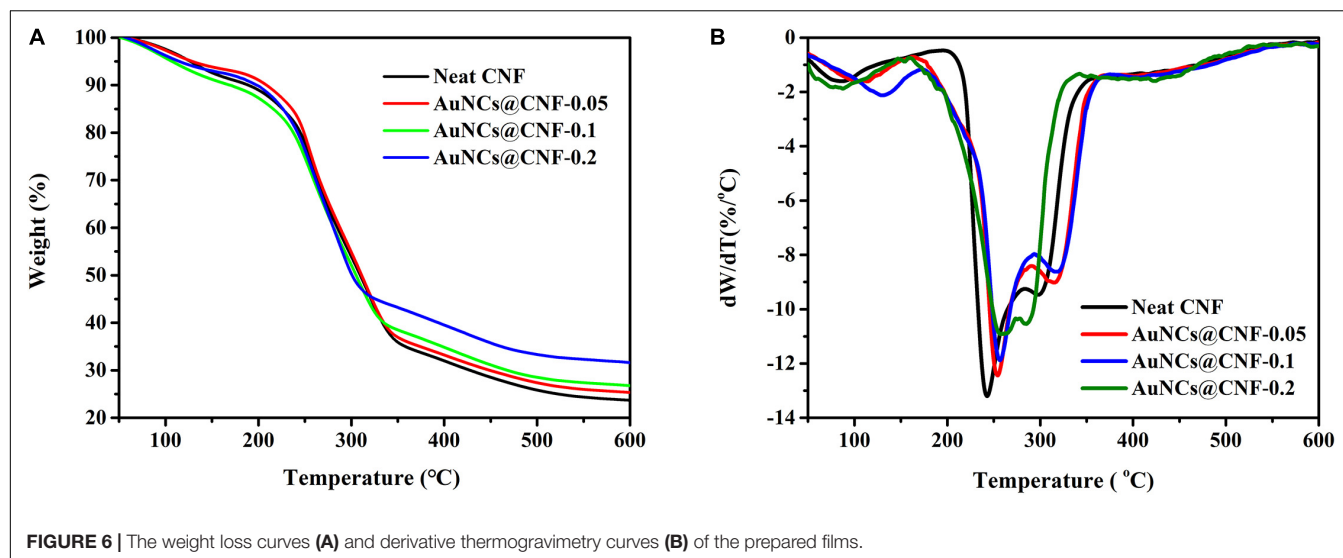 A
100
90
80
70
60
50
40
30
20
Weight (%)
Neat CNF
AuNCs@CNF-0.05
AuNCs@CNF-0.1
AuNCs@CNF-0.2
100 200 300 400 500 600
Temperature (°C)
B
0
-2
-4
-6
-8
-10
-12
-14
dW/dT(%/°C)
Neat CNF
AuNCs@CNF-0.05
AuNCs@CNF-0.1
AuNCs@CNF-0.2
100 200 300 400 500 600
Temperature ( °C)
FIGURE 6 | The weight loss curves (A) and derivative thermogravimetry curves (B) of the prepared films.